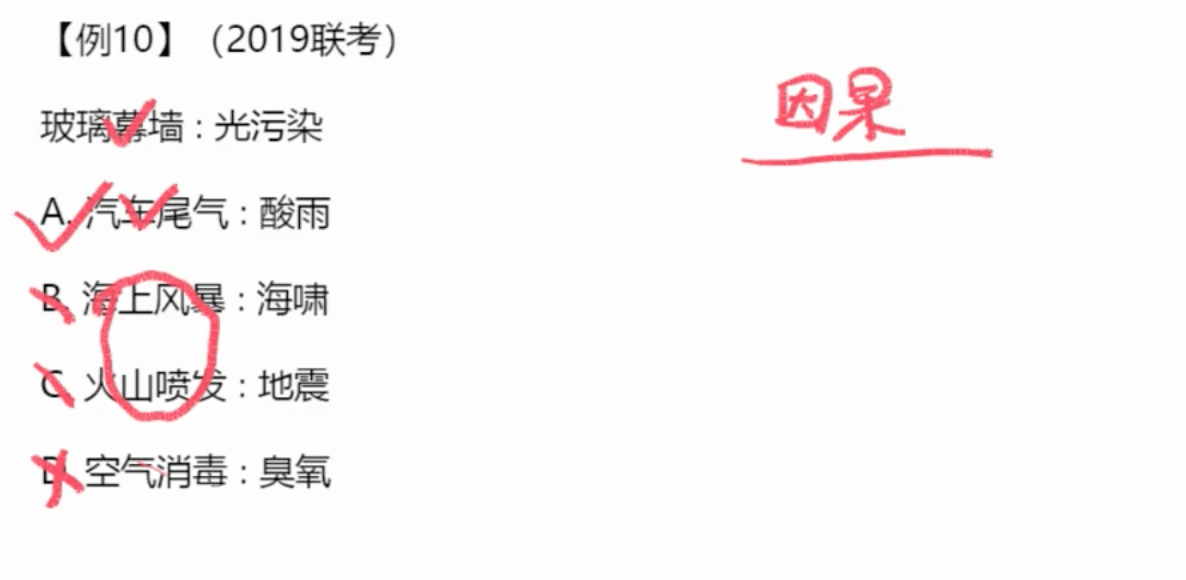 【例10】（2019联考）
因果
玻璃幕墙：光污染
A. 汽车尾气：酸雨
B. 海上风暴：海啸
C. 火山喷发：地震
D. 空气消毒：臭氧